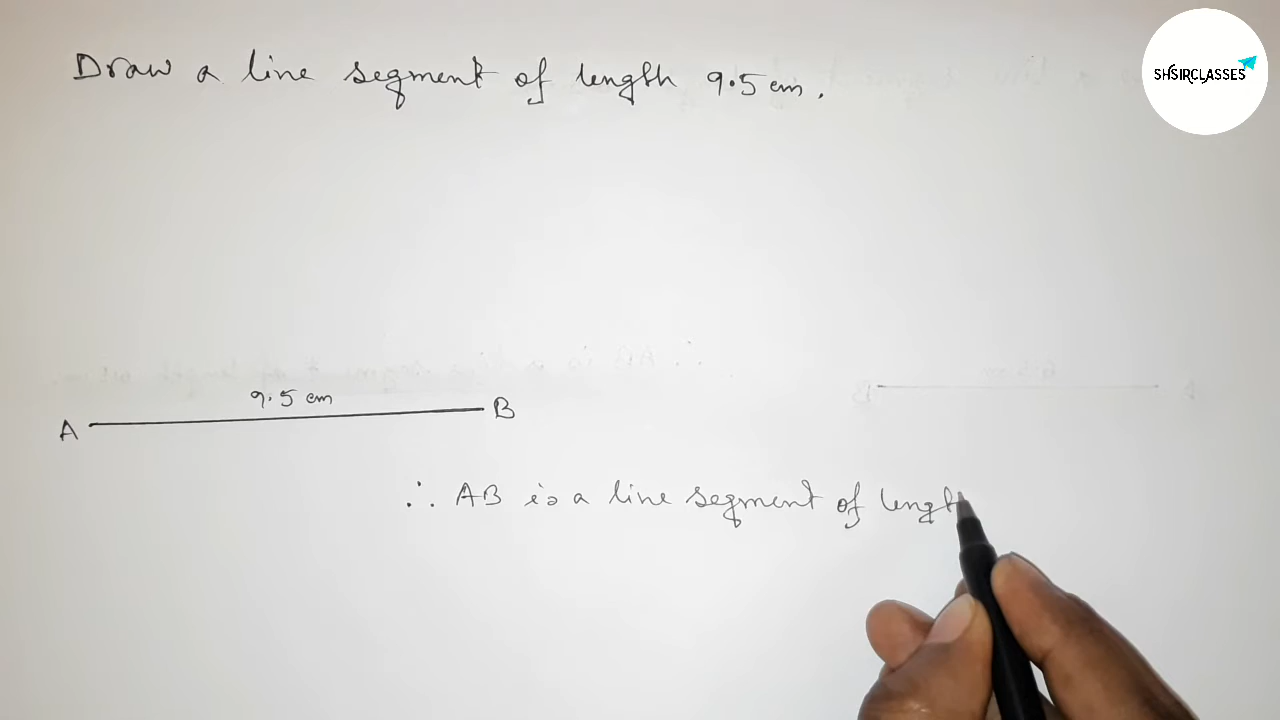 Draw a line segment of length 9.5 cm.
SHSIRCLASSES
9.5 cm
A B
∴ AB is a line segment of length